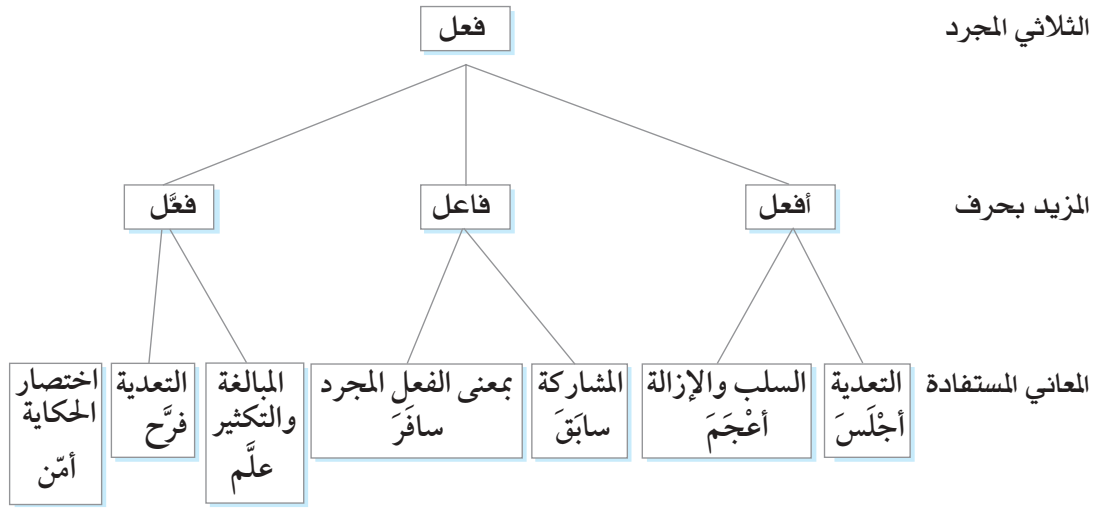 الثلاثي المجرد
فعل
المزيد بحرف
أفعل
فاعل
فعَّل
المعاني المستفادة
التعدية
أجْلَسَ
السلب والإزالة
أعْجَمَ
المشاركة
سابَقَ
بمعنى الفعل المجرد
سافَرَ
المبالغة
والتكثير
علَّم
التعدية
فرَّح
اختصار
الحكاية
أمّن